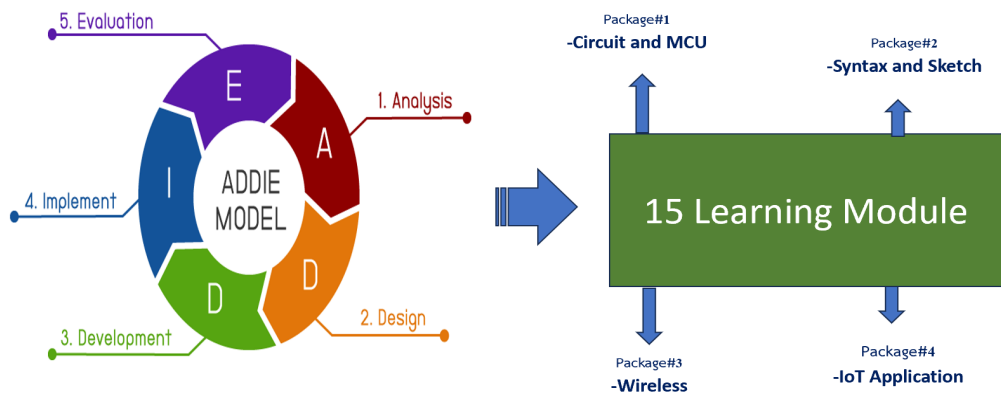 5. Evaluation
1. Analysis
E
A
4. Implement
I
ADDIE
MODEL
D
D
3. Development
2. Design
Package#1
-Circuit and MCU
Package#2
-Syntax and Sketch
15 Learning Module
Package#3
-Wireless
Package#4
-IoT Application